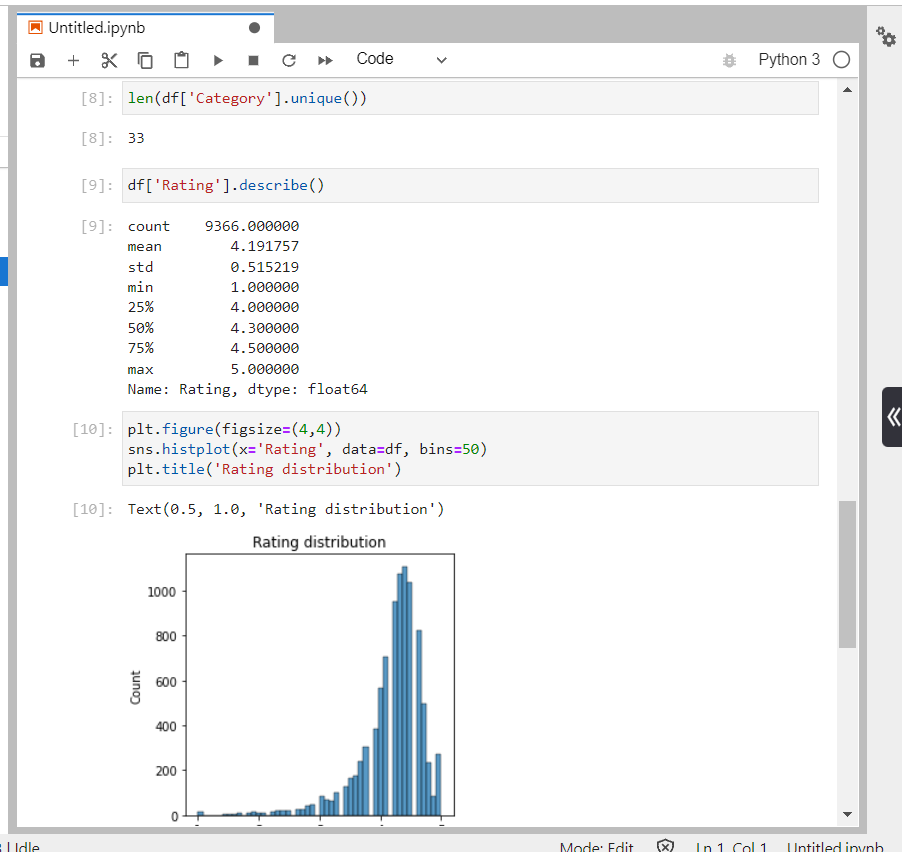 Untitled.ipynb
Code
Python 3
[8]: len(df['Category'].unique())
[8]: 33
[9]: df['Rating'].describe()
[9]: count 9366.000000
mean 4.191757
std 0.515219
min 1.000000
25% 4.000000
50% 4.300000
75% 4.500000
max 5.000000
Name: Rating, dtype: float64
[10]: plt.figure(figsize=(4,4))
sns.histplot(x='Rating', data=df, bins=50)
plt.title('Rating distribution')
[10]: Text(0.5, 1.0, 'Rating distribution')
Rating distribution
1000
800
600
400
200
0
Count
| Idle
Mode: Edit
Ln 1, Col 1
Untitled.ipynb